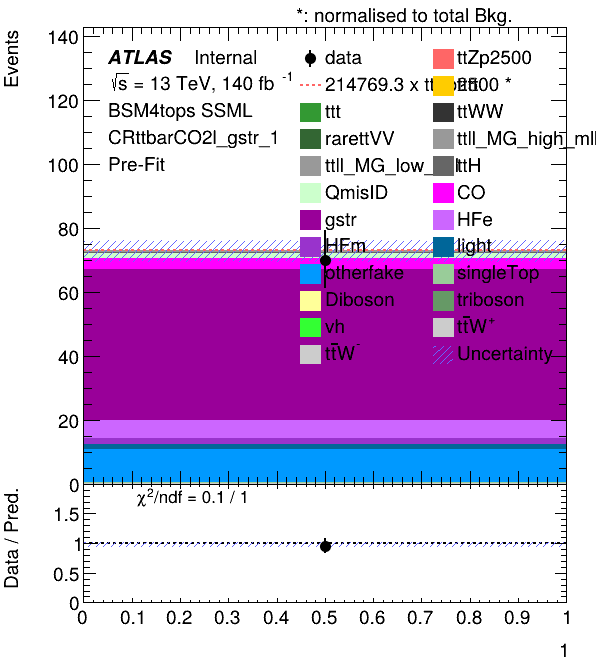 *: normalised to total Bkg.
Events
140
120
100
80
60
40
20
0
ATLAS Internal
√s = 13 TeV, 140 fb⁻¹
BSM4tops SSML
CRttbarCO2l_gstr_1
Pre-Fit
data
ttZp2500
214769.3 x
2500 *
ttt
ttWW
rarettVV
ttll_MG_high_mll
ttll_MG_low_
ttH
QmisID
CO
gstr
HFe
HFm
light
otherfake
singleTop
Diboson
triboson
vh
tt̄W⁺
tt̄W⁻
Uncertainty
Data / Pred.
χ²/ndf = 0.1 / 1
1.5
1
0.5
0
0 0.1 0.2 0.3 0.4 0.5 0.6 0.7 0.8 0.9 1
1